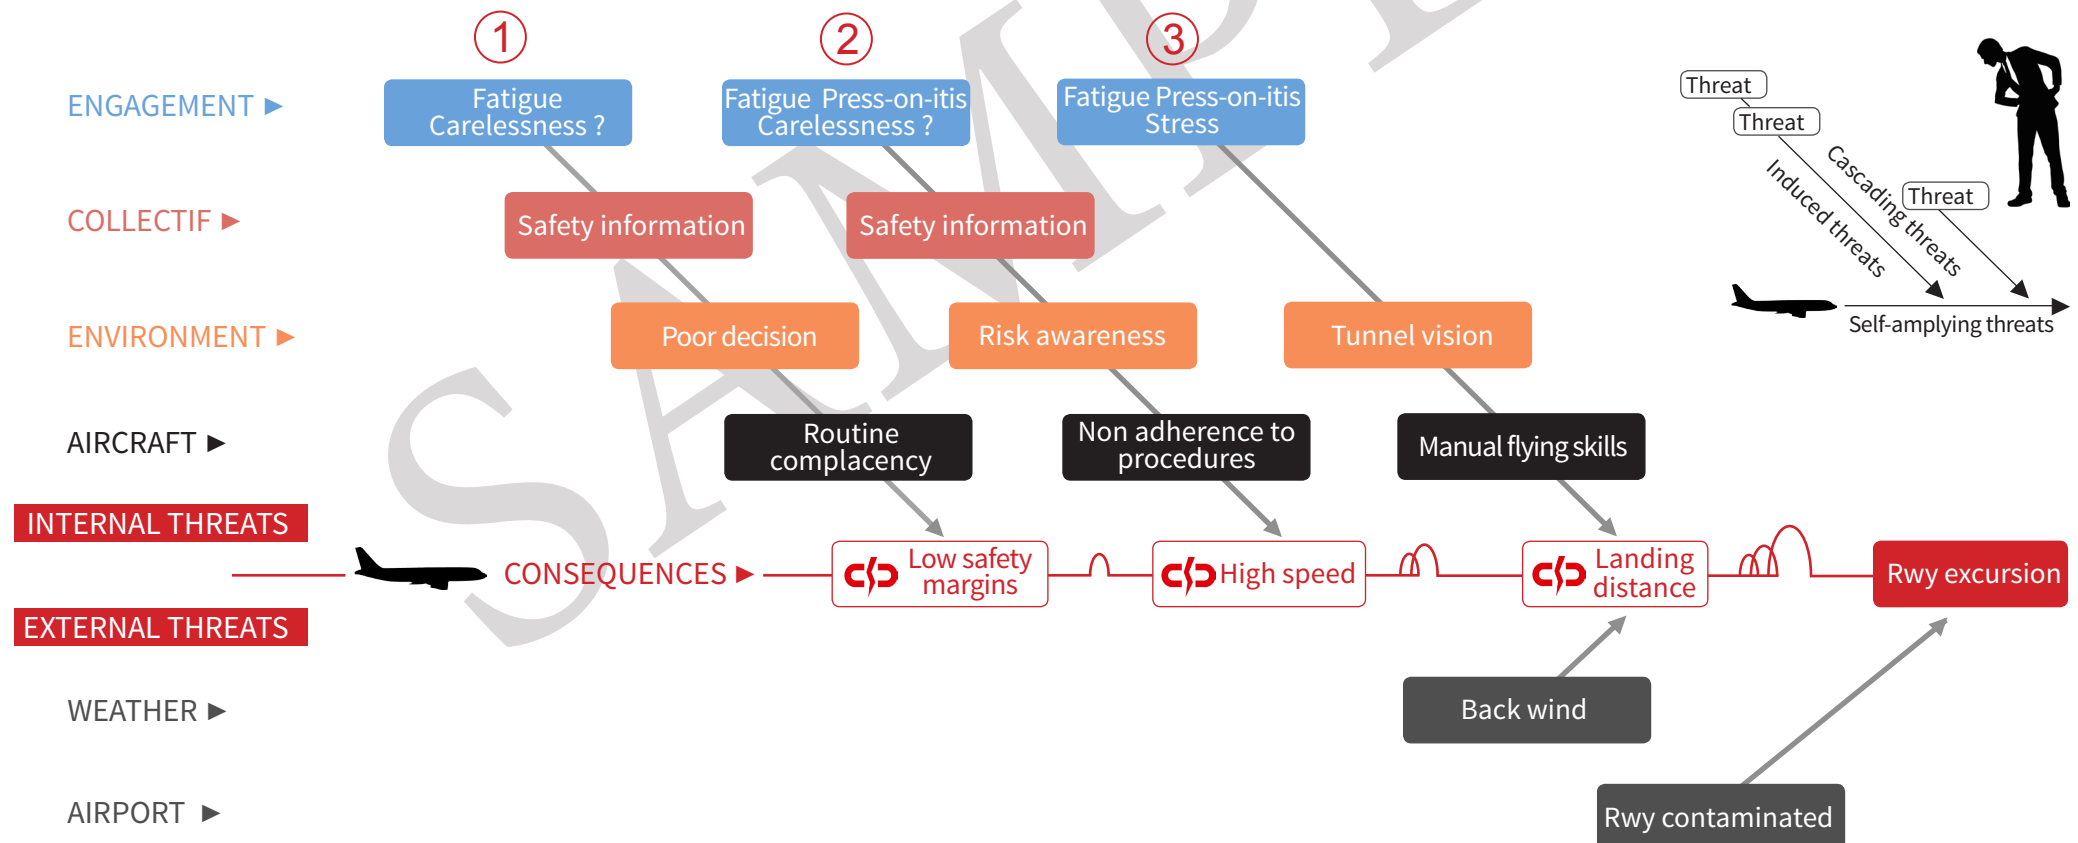 1
2
3
ENGAGEMENT ►
Fatigue
Carelessness ?
Fatigue Press-on-itis
Carelessness ?
Fatigue Press-on-itis
Stress
Threat
Threat
Induced threats
Cascading threats
Threat
Self-amplying threats
COLLECTIF ►
Safety information
Safety information
ENVIRONMENT ►
Poor decision
Risk awareness
Tunnel vision
AIRCRAFT ►
Routine
complacency
Non adherence to
procedures
Manual flying skills
INTERNAL THREATS
CONSEQUENCES ►
Low safety
margins
High speed
Landing
distance
Rwy excursion
EXTERNAL THREATS
WEATHER ►
Back wind
AIRPORT ►
Rwy contaminated
SAMPL